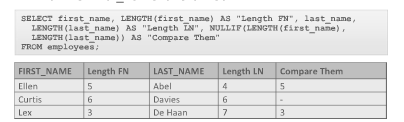 SELECT first_name, LENGTH(first_name) AS "Length FN", last_name,
LENGTH(last_name) AS "Length LN", NULLIF(LENGTH(first_name),
LENGTH(last_name)) AS "Compare Them"
FROM employees;
FIRST_NAME Length FN LAST_NAME Length LN Compare Them
Ellen 5 Abel 4 5
Curtis 6 Davies 6 -
Lex 3 De Haan 7 3